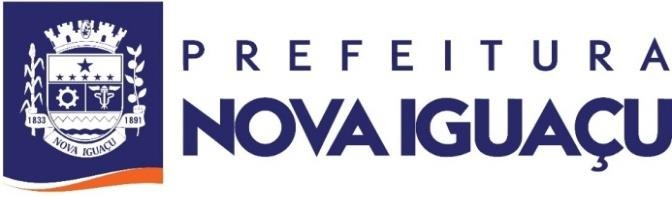 1833
1891
NOVA IGUAÇU
PREFEITURA
NOVA IGUAÇU